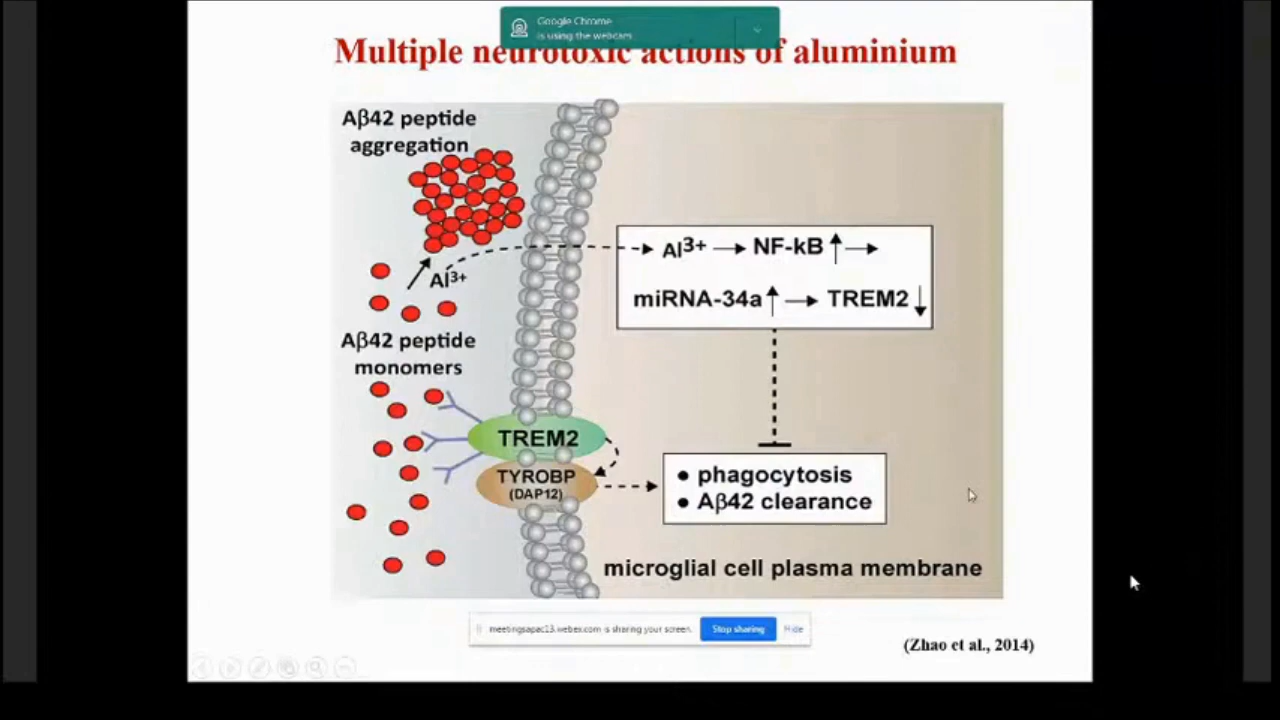 Google Chrome
is using the webcam
Multiple neurotoxic actions of aluminium
Aβ42 peptide
aggregation
Al3+
Al3+ → NF-kB ↑ →
miRNA-34a ↑ → TREM2 ↓
Aβ42 peptide
monomers
TREM2
TYROBP
(DAP12)
● phagocytosis
● Aβ42 clearance
microglial cell plasma membrane
meetingsapac13.webex.com is sharing your screen.
Stop sharing
Hide
(Zhao et al., 2014)